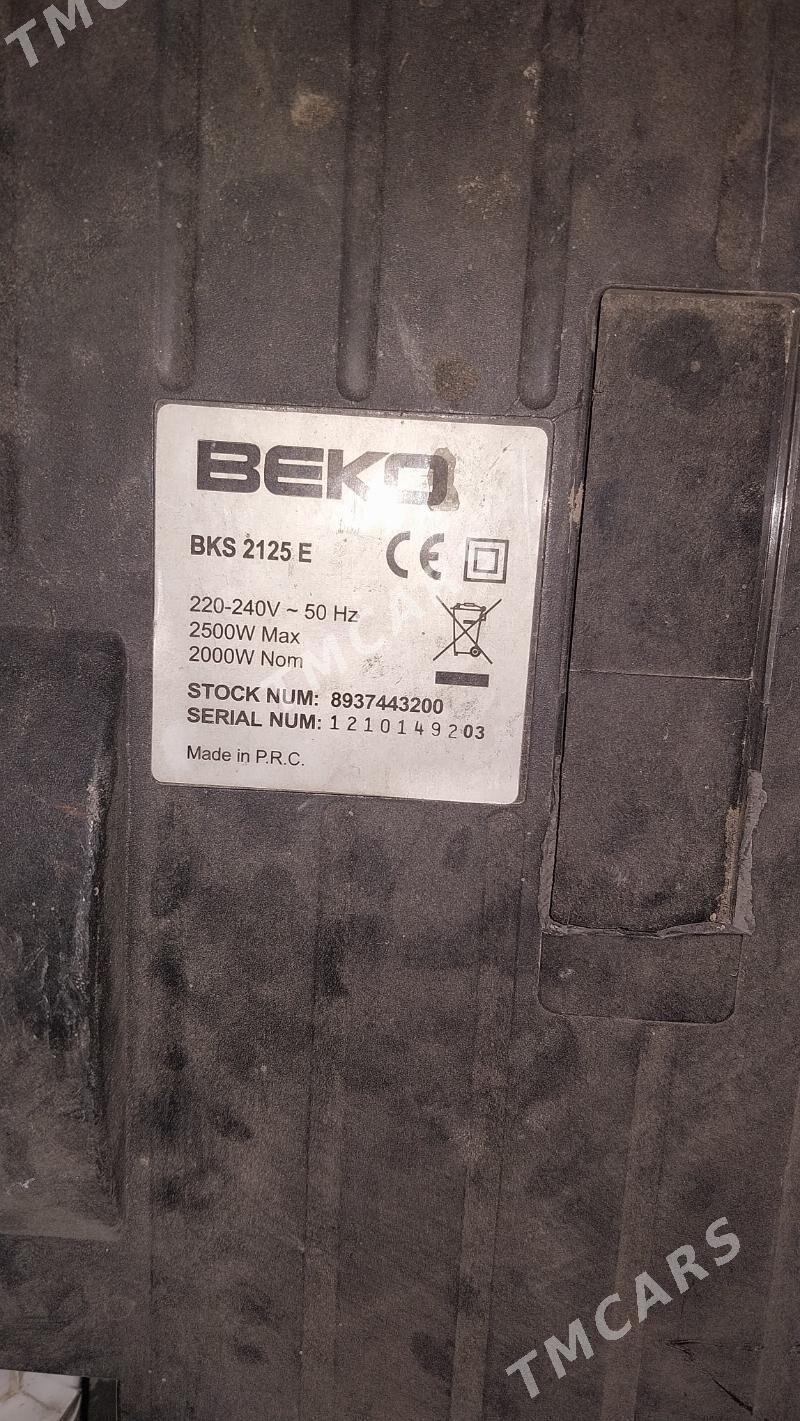 TMCARS
BEKO
BKS 2125 E
CE
220-240V ~ 50 Hz
2500W Max
2000W Nom
STOCK NUM: 8937443200
SERIAL NUM: 1210149203
Made in P.R.C.
TMCARS
TMCARS